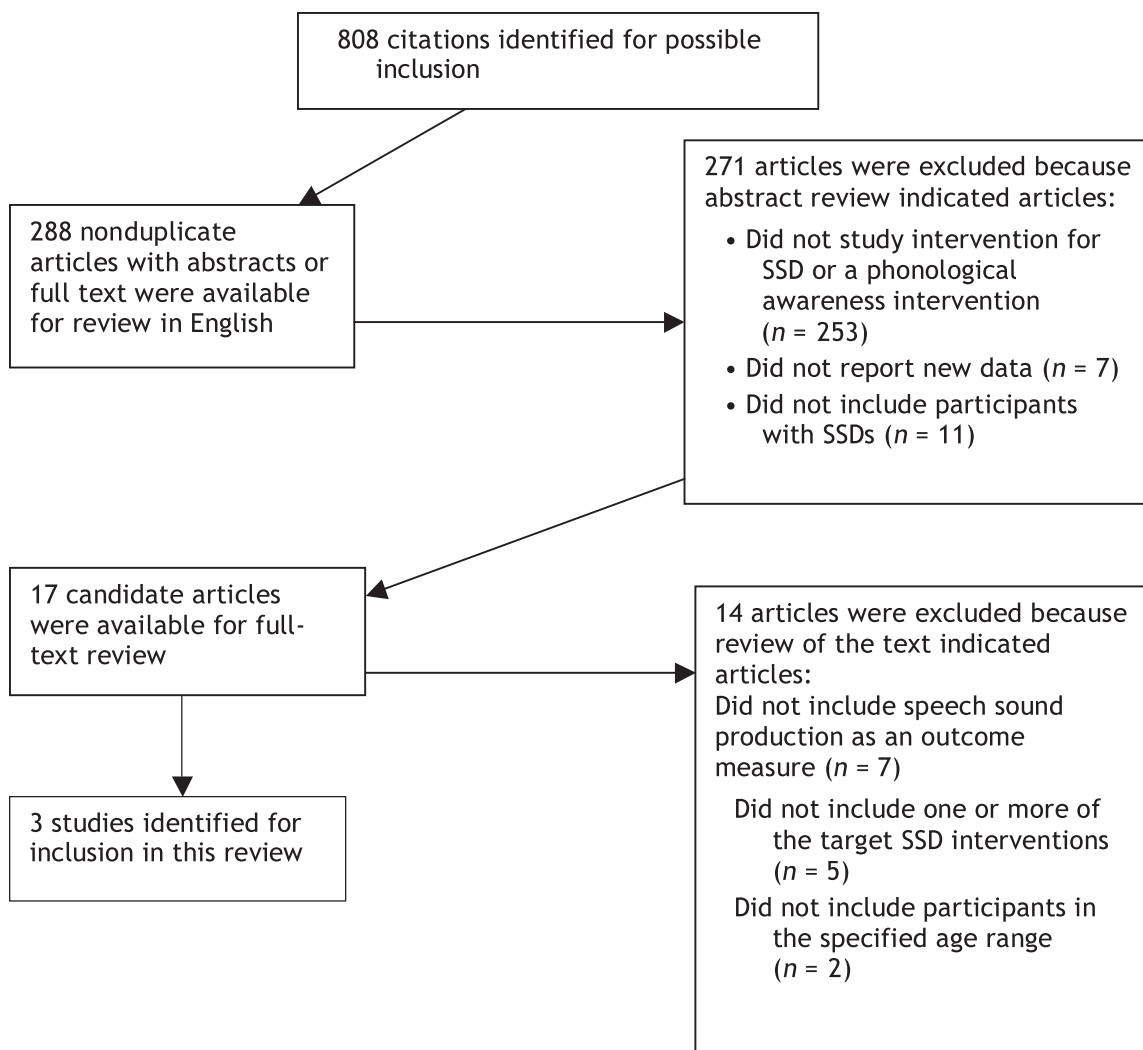 808 citations identified for possible
inclusion
288 nonduplicate
articles with abstracts or
full text were available
for review in English
271 articles were excluded because
abstract review indicated articles:
• Did not study intervention for
SSD or a phonological
awareness intervention
(n = 253)
• Did not report new data (n = 7)
• Did not include participants
with SSDs (n = 11)
17 candidate articles
were available for full-
text review
14 articles were excluded because
review of the text indicated
articles:
Did not include speech sound
production as an outcome
measure (n = 7)
Did not include one or more of
the target SSD interventions
(n = 5)
Did not include participants in
the specified age range
(n = 2)
3 studies identified for
inclusion in this review